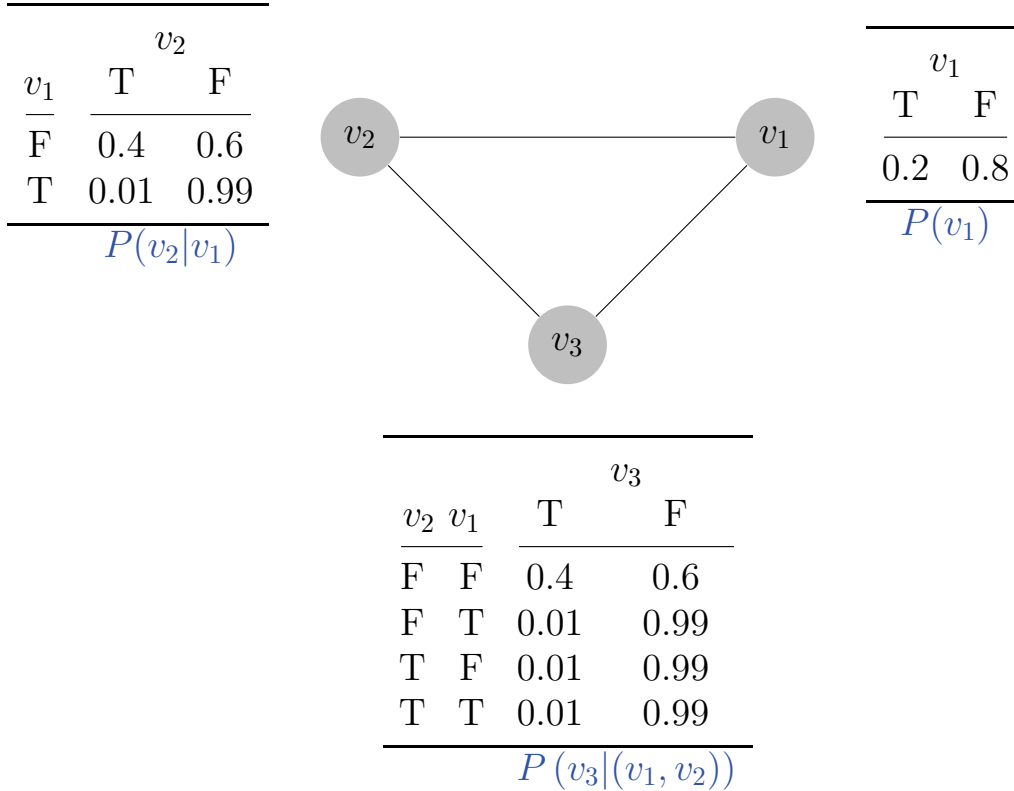 v₂
v₁ T F
F 0.4 0.6
T 0.01 0.99
P(v₂|v₁)
v₂
v₁
v₃
v₁
T F
0.2 0.8
P(v₁)
v₃
v₂ v₁ T F
F F 0.4 0.6
F T 0.01 0.99
T F 0.01 0.99
T T 0.01 0.99
P (v₃|(v₁, v₂))